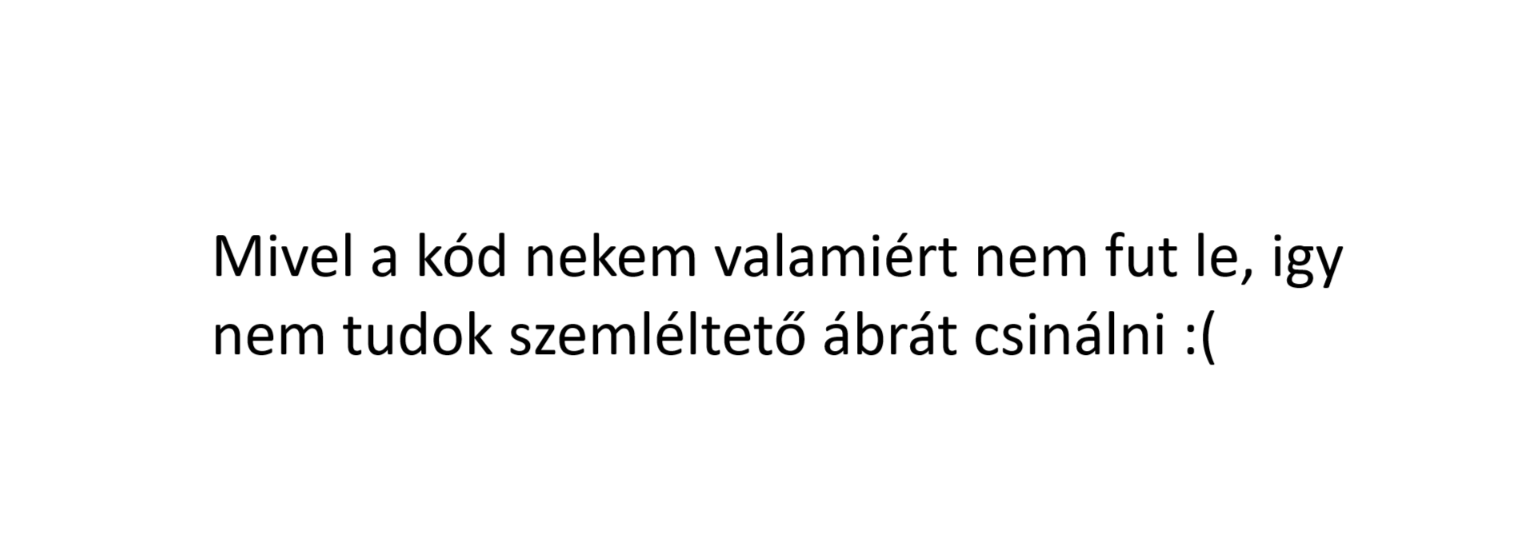 Mivel a kód nekem valamiért nem fut le, igy
nem tudok szemléltető ábrát csinálni :(